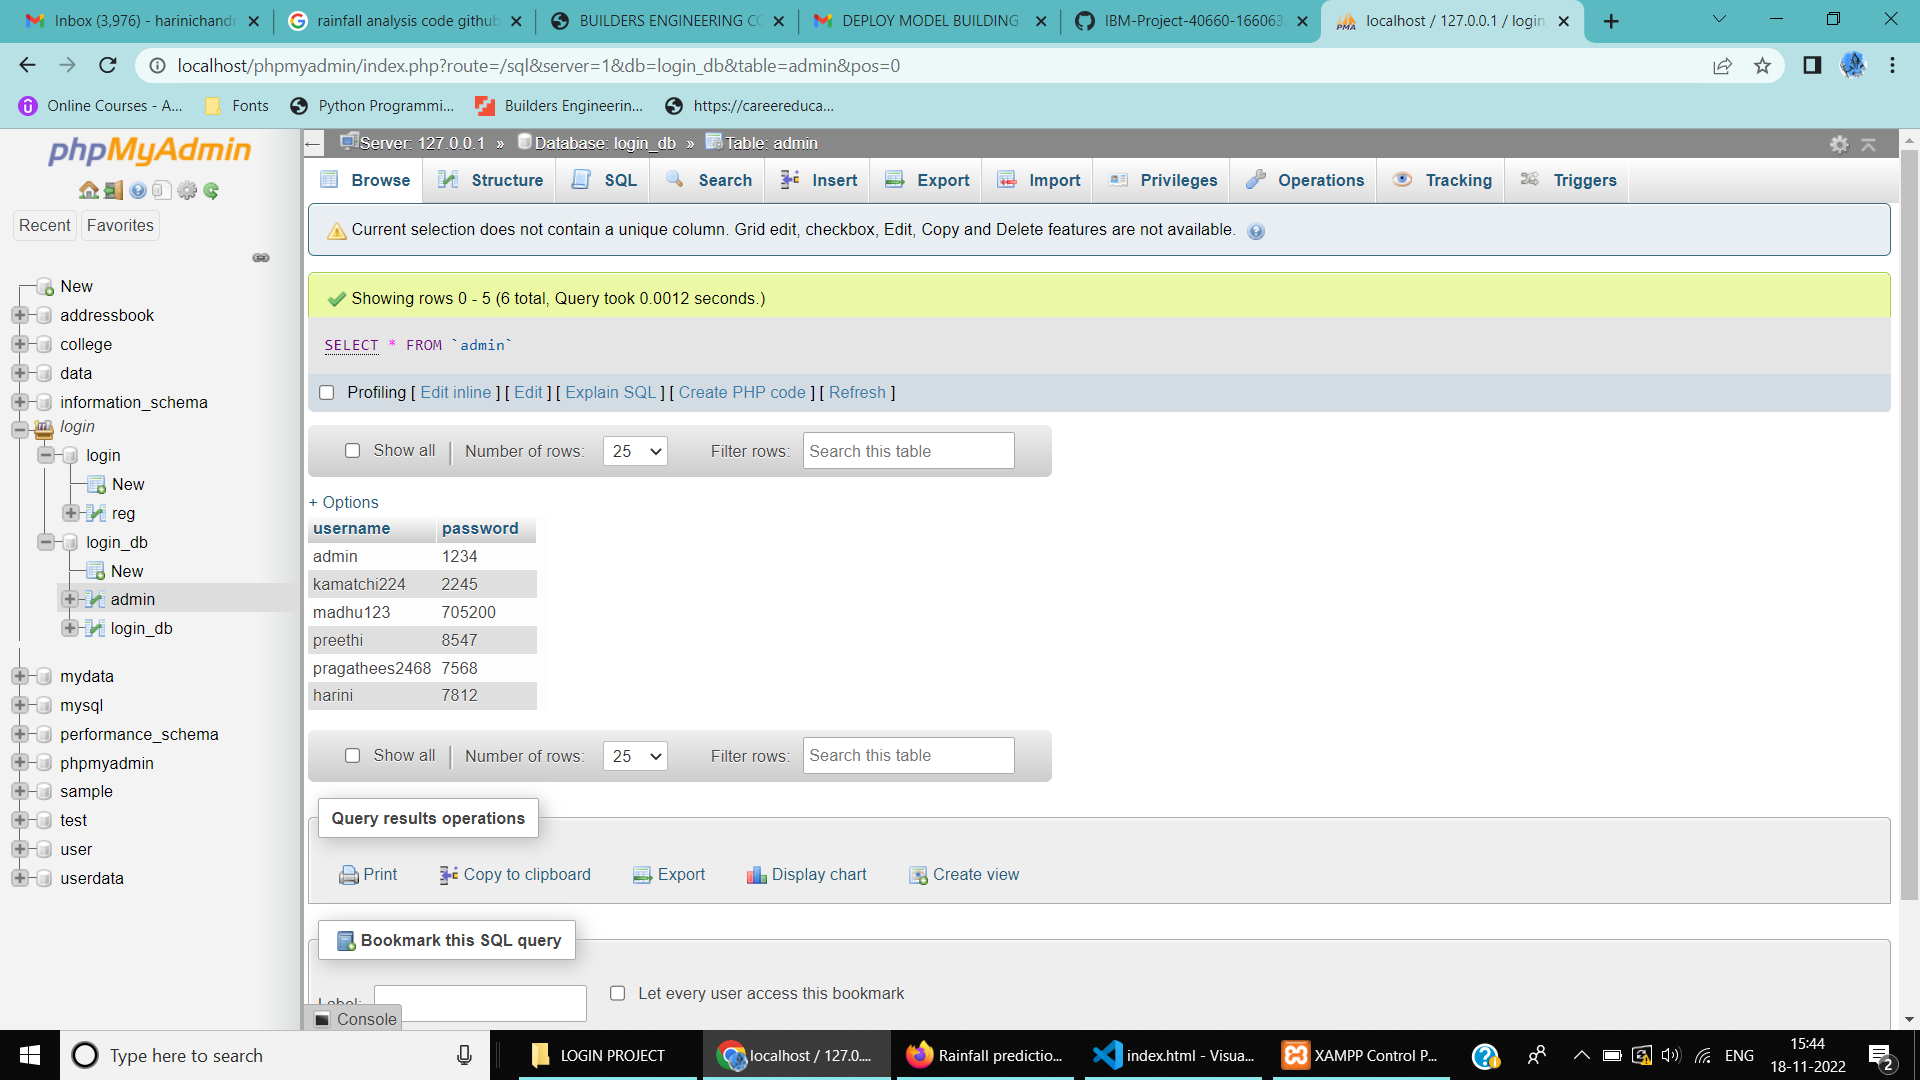 Inbox (3,976) - harinichandr
rainfall analysis code github
BUILDERS ENGINEERING CO
DEPLOY MODEL BUILDING
IBM-Project-40660-166063
localhost / 127.0.0.1 / login
localhost/phpmyadmin/index.php?route=/sql&server=1&db=login_db&table=admin&pos=0
Online Courses - A...
Fonts
Python Programmi...
Builders Engineerin...
https://careereduca...
phpMyAdmin
Recent
Favorites
New
addressbook
college
data
information_schema
login
login
New
reg
login_db
New
admin
login_db
mydata
mysql
performance_schema
phpmyadmin
sample
test
user
userdata
Server: 127.0.0.1 » Database: login_db » Table: admin
Browse
Structure
SQL
Search
Insert
Export
Import
Privileges
Operations
Tracking
Triggers
Current selection does not contain a unique column. Grid edit, checkbox, Edit, Copy and Delete features are not available.
Showing rows 0 - 5 (6 total, Query took 0.0012 seconds.)
SELECT * FROM `admin`
Profiling [ Edit inline ] [ Edit ] [ Explain SQL ] [ Create PHP code ] [ Refresh ]
Show all
Number of rows: 25
Filter rows: Search this table
+ Options
username password
admin 1234
kamatchi224 2245
madhu123 705200
preethi 8547
pragathees2468 7568
harini 7812
Show all
Number of rows: 25
Filter rows: Search this table
Query results operations
Print
Copy to clipboard
Export
Display chart
Create view
Bookmark this SQL query
Label:
Let every user access this bookmark
Console
Type here to search
LOGIN PROJECT
localhost / 127.0....
Rainfall predictio...
index.html - Visua...
XAMPP Control P...
ENG
15:44
18-11-2022
2